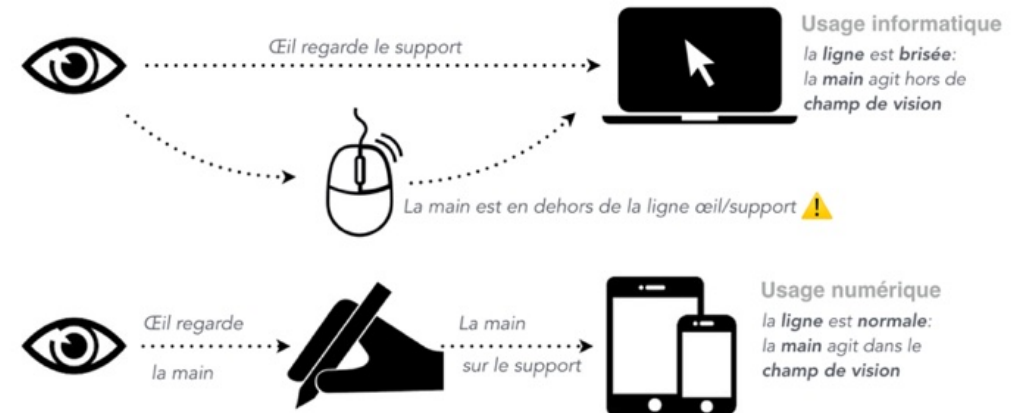 Œil regarde le support
Usage informatique
la ligne est brisée:
la main agit hors de
champ de vision
La main est en dehors de la ligne œil/support
Œil regarde
la main
La main
sur le support
Usage numérique
la ligne est normale:
la main agit dans le
champ de vision